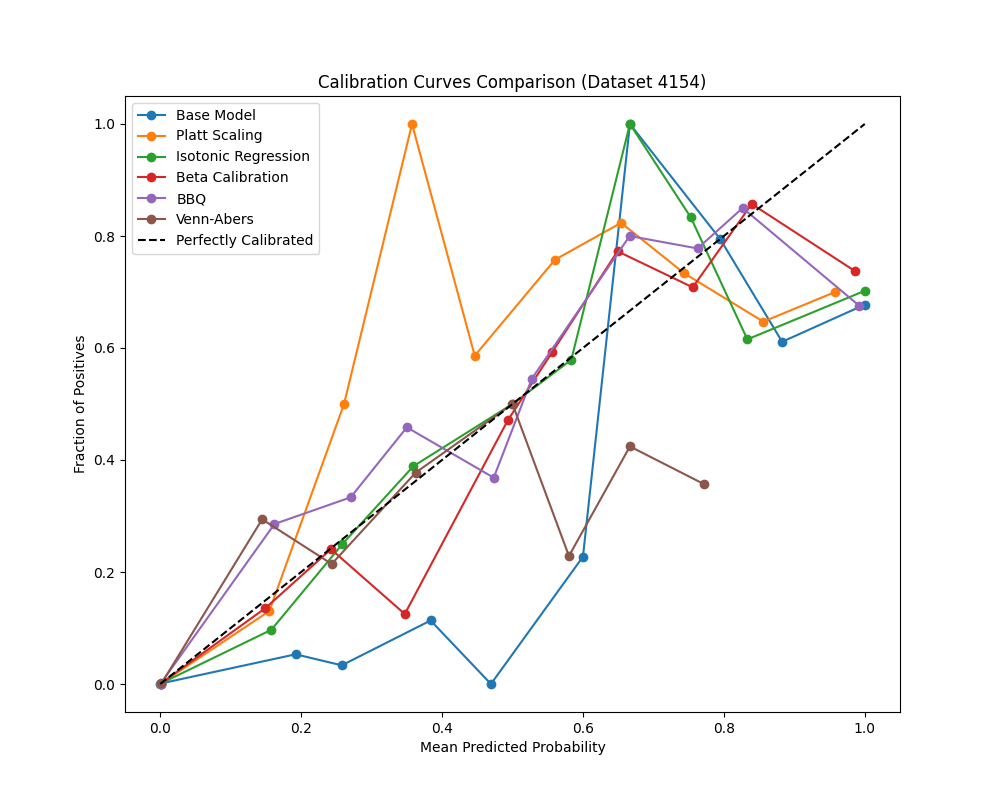 Calibration Curves Comparison (Dataset 4154)
Base Model
Platt Scaling
Isotonic Regression
Beta Calibration
BBQ
Venn-Abers
Perfectly Calibrated
Fraction of Positives
1.0
0.8
0.6
0.4
0.2
0.0
0.0 0.2 0.4 0.6 0.8 1.0
Mean Predicted Probability